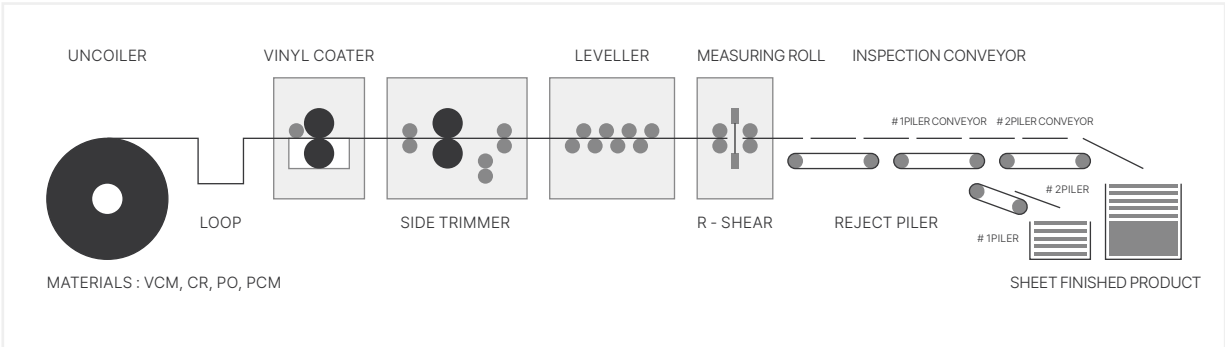 UNCOILER
VINYL COATER
LEVELLER
MEASURING ROLL
INSPECTION CONVEYOR
# 1PILER CONVEYOR
# 2PILER CONVEYOR
# 2PILER
LOOP
SIDE TRIMMER
R - SHEAR
REJECT PILER
# 1PILER
MATERIALS : VCM, CR, PO, PCM
SHEET FINISHED PRODUCT